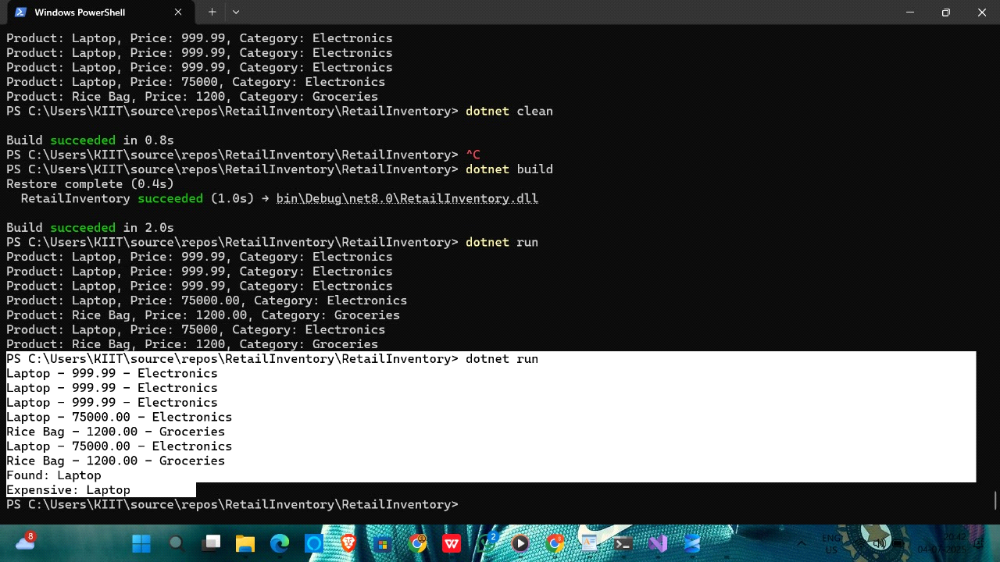 Windows PowerShell
Product: Laptop, Price: 999.99, Category: Electronics
Product: Laptop, Price: 999.99, Category: Electronics
Product: Laptop, Price: 999.99, Category: Electronics
Product: Laptop, Price: 75000, Category: Electronics
Product: Rice Bag, Price: 1200, Category: Groceries
PS C:\Users\KIIT\source\repos\RetailInventory\RetailInventory> dotnet clean
Build succeeded in 0.8s
PS C:\Users\KIIT\source\repos\RetailInventory\RetailInventory> ^C
PS C:\Users\KIIT\source\repos\RetailInventory\RetailInventory> dotnet build
Restore complete (0.4s)
RetailInventory succeeded (1.0s) → bin\Debug\net8.0\RetailInventory.dll
Build succeeded in 2.0s
PS C:\Users\KIIT\source\repos\RetailInventory\RetailInventory> dotnet run
Product: Laptop, Price: 999.99, Category: Electronics
Product: Laptop, Price: 999.99, Category: Electronics
Product: Laptop, Price: 999.99, Category: Electronics
Product: Laptop, Price: 75000.00, Category: Electronics
Product: Rice Bag, Price: 1200.00, Category: Groceries
Product: Laptop, Price: 75000, Category: Electronics
Product: Rice Bag, Price: 1200, Category: Groceries
PS C:\Users\KIIT\source\repos\RetailInventory\RetailInventory> dotnet run
Laptop - 999.99 - Electronics
Laptop - 999.99 - Electronics
Laptop - 999.99 - Electronics
Laptop - 75000.00 - Electronics
Rice Bag - 1200.00 - Groceries
Laptop - 75000.00 - Electronics
Rice Bag - 1200.00 - Groceries
Found: Laptop
Expensive: Laptop
PS C:\Users\KIIT\source\repos\RetailInventory\RetailInventory>
8
2
ENG
US
20:42
04-07-2025